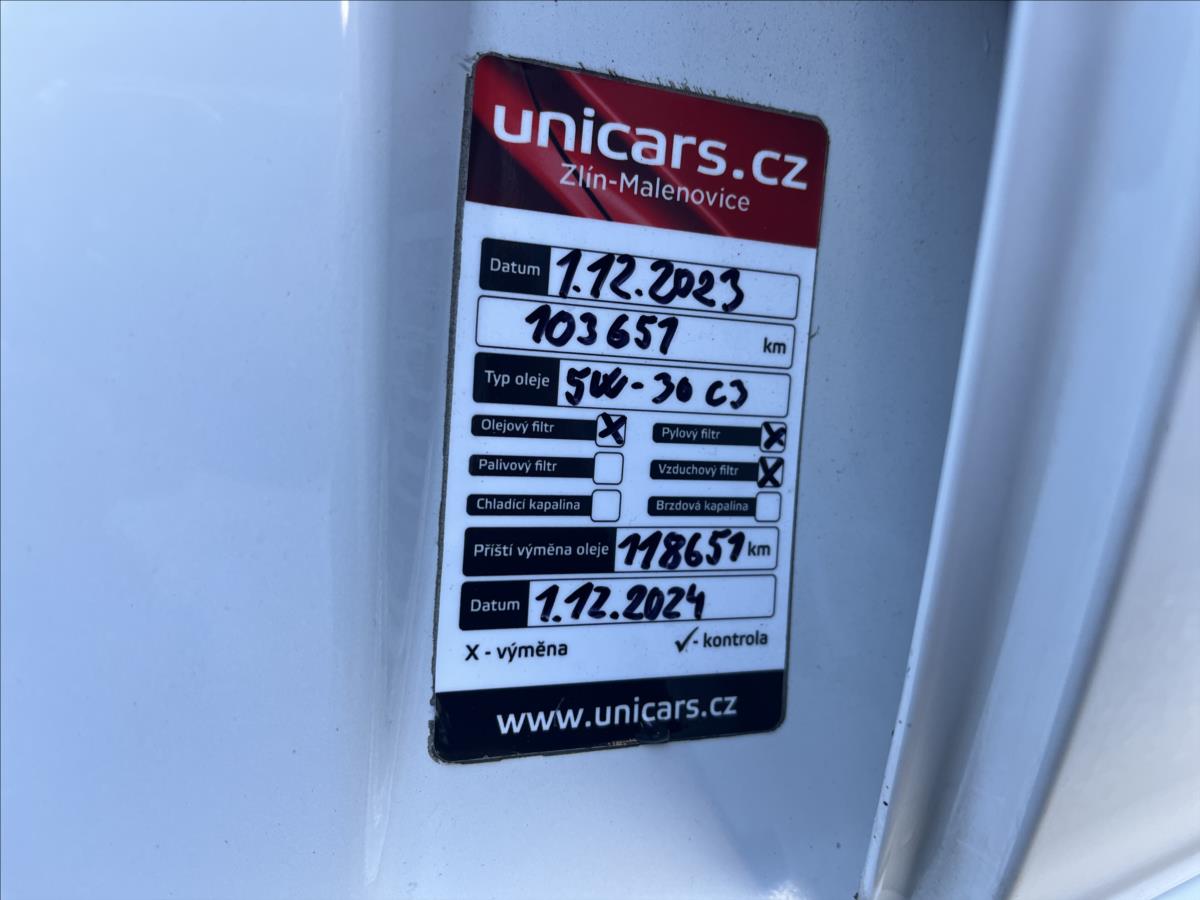 unicars.cz
Zlín-Malenovice
Datum 1.12.2023
103651 km
Typ oleje 5W-30 C3
Olejový filtr X Pylový filtr X
Palivový filtr Vzduchový filtr X
Chladící kapalina Brzdová kapalina
Příští výměna oleje 118651 km
Datum 1.12.2024
X - výměna ✓- kontrola
www.unicars.cz